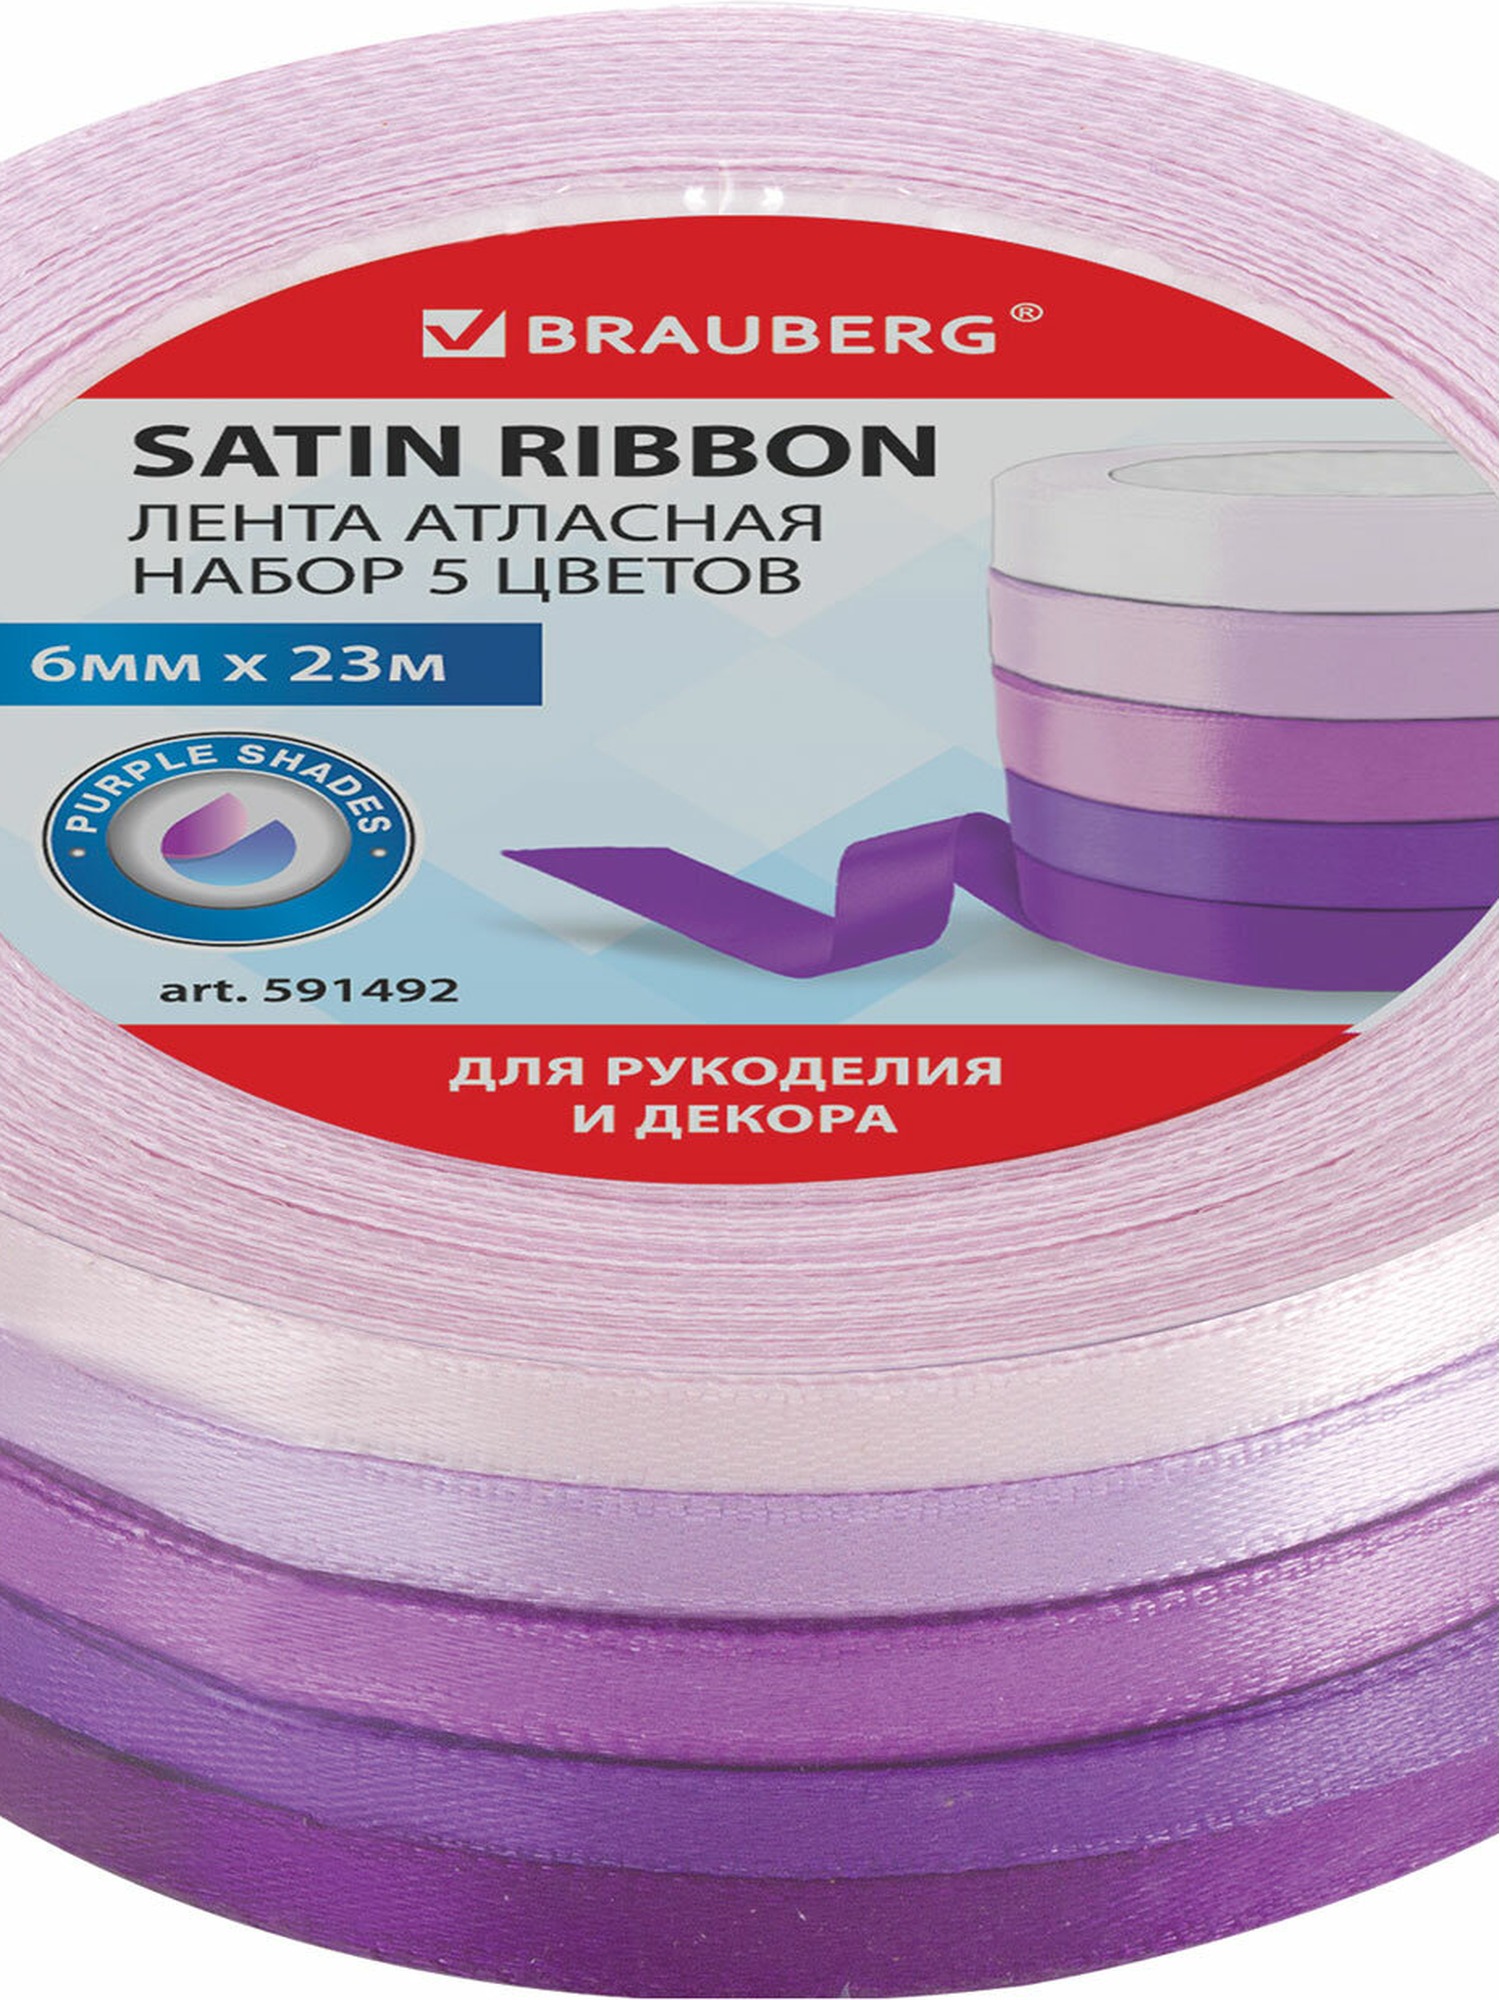 BRAUBERG®
SATIN RIBBON
ЛЕНТА АТЛАСНАЯ
НАБОР 5 ЦВЕТОВ
6мм x 23м
PURPLE SHADES
art. 591492
ДЛЯ РУКОДЕЛИЯ
И ДЕКОРА